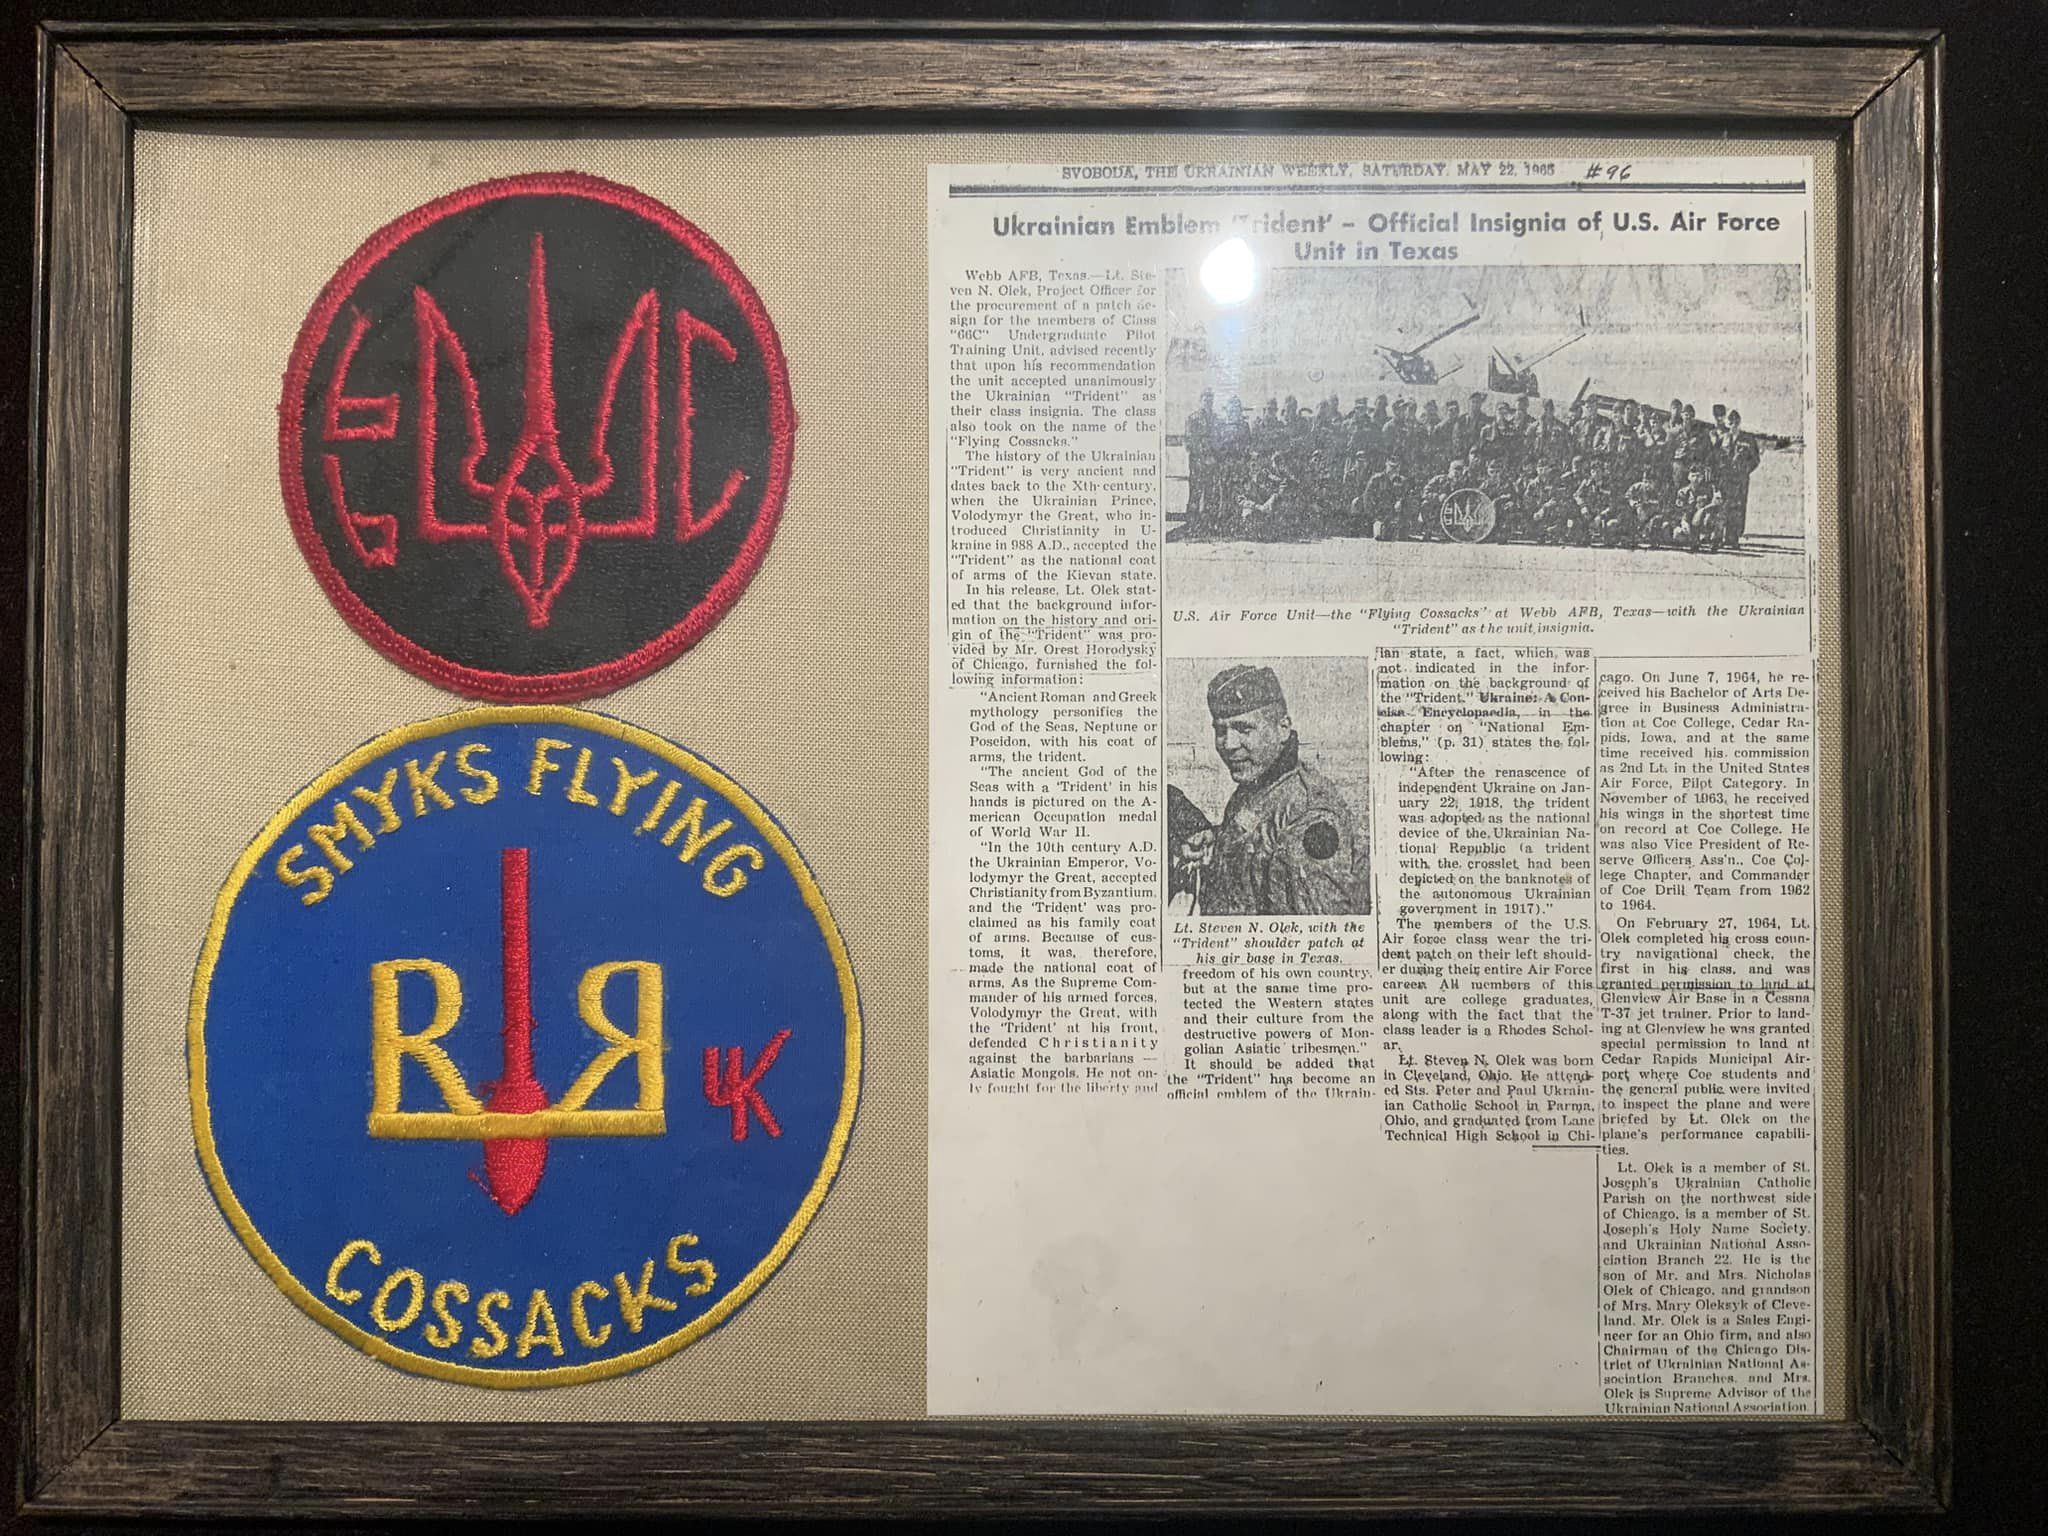 66 C
SMYKS FLYING
R R
UK
COSSACKS
SVOBODA, THE UKRAINIAN WEEKLY, SATURDAY, MAY 22, 1965 #96
Ukrainian Emblem 'Trident' – Official Insignia of U.S. Air Force
Unit in Texas
Webb AFB, Texas.—Lt. Ste-
ven N. Olek, Project Officer for
the procurement of a patch de-
sign for the members of Class
"66C" Undergraduate Pilot
Training Unit, advised recently
that upon his recommendation
the unit accepted unanimously
the Ukrainian "Trident" as
their class insignia. The class
also took on the name of the
"Flying Cossacks."
The history of the Ukrainian
"Trident" is very ancient and
dates back to the Xth century,
when the Ukrainian Prince,
Volodymyr the Great, who in-
troduced Christianity in U-
kraine in 988 A.D., accepted the
"Trident" as the national coat
of arms of the Kievan state.
In his release, Lt. Olek stat-
ed that the background infor-
mation on the history and ori-
gin of the "Trident" was pro-
vided by Mr. Orest Horodysky
of Chicago, furnished the fol-
lowing information:
"Ancient Roman and Greek
mythology personifies the
God of the Seas, Neptune or
Poseidon, with his coat of
arms, the trident.
"The ancient God of the
Seas with a 'Trident' in his
hands is pictured on the A-
merican Occupation medal
of World War II.
"In the 10th century A.D.
the Ukrainian Emperor, Vo-
lodymyr the Great, accepted
Christianity from Byzantium,
and the 'Trident' was pro-
claimed as his family coat
of arms. Because of cus-
toms, it was, therefore,
made the national coat of
arms. As the Supreme Com-
mander of his armed forces,
Volodymyr the Great, with
the 'Trident' at his front,
defended Christianity
against the barbarians —
Asiatic Mongols. He not on-
ly fought for the liberty and
U.S. Air Force Unit—the "Flying Cossacks" at Webb AFB, Texas—with the Ukrainian
"Trident" as the unit insignia.
Lt. Steven N. Olek, with the
"Trident" shoulder patch at
his air base in Texas.
freedom of his own country,
but at the same time pro-
tected the Western states
and their culture from the
destructive powers of Mon-
golian Asiatic tribesmen."
It should be added that
the "Trident" has become an
official emblem of the Ukrain-
ian state, a fact, which was
not indicated in the infor-
mation on the background of
the "Trident." Ukraine: A Con-
cise Encyclopaedia, in the
chapter on "National Em-
blems," (p. 31) states the fol-
lowing:
"After the renascence of
independent Ukraine on Jan-
uary 22, 1918, the trident
was adopted as the national
device of the Ukrainian Na-
tional Republic (a trident
with the crosslet had been
depicted on the banknotes of
the autonomous Ukrainian
government in 1917)."
The members of the U.S.
Air force class wear the tri-
dent patch on their left should-
er during their entire Air Force
career. All members of this
unit are college graduates,
along with the fact that the
class leader is a Rhodes Schol-
ar.
Lt. Steven N. Olek was born
in Cleveland, Ohio. He attend-
ed Sts. Peter and Paul Ukrain-
ian Catholic School in Parma,
Ohio, and graduated from Lane
Technical High School in Chi-
cago. On June 7, 1964, he re-
ceived his Bachelor of Arts De-
gree in Business Administra-
tion at Coe College, Cedar Ra-
pids, Iowa, and at the same
time received his commission
as 2nd Lt. in the United States
Air Force, Pilot Category. In
November of 1963, he received
his wings in the shortest time
on record at Coe College. He
was also Vice President of Re-
serve Officers Ass'n., Coe Col-
lege Chapter, and Commander
of Coe Drill Team from 1962
to 1964.
On February 27, 1964, Lt.
Olek completed his cross coun-
try navigational check, the
first in his class, and was
granted permission to land at
Glenview Air Base in a Cessna
T-37 jet trainer. Prior to land-
ing at Glenview he was granted
special permission to land at
Cedar Rapids Municipal Air-
port, where Coe students and
the general public were invited
to inspect the plane and were
briefed by Lt. Olek on the
plane's performance capabili-
ties.
Lt. Olek is a member of St.
Joseph's Ukrainian Catholic
Parish on the northwest side
of Chicago, is a member of St.
Joseph's Holy Name Society,
and Ukrainian National Asso-
ciation Branch 22. He is the
son of Mr. and Mrs. Nicholas
Olek of Chicago, and grandson
of Mrs. Mary Oleksyk of Cleve-
land. Mr. Olek is a Sales Engi-
neer for an Ohio firm, and also
Chairman of the Chicago Dis-
trict of Ukrainian National As-
sociation Branches, and Mrs.
Olek is Supreme Advisor of the
Ukrainian National Association.